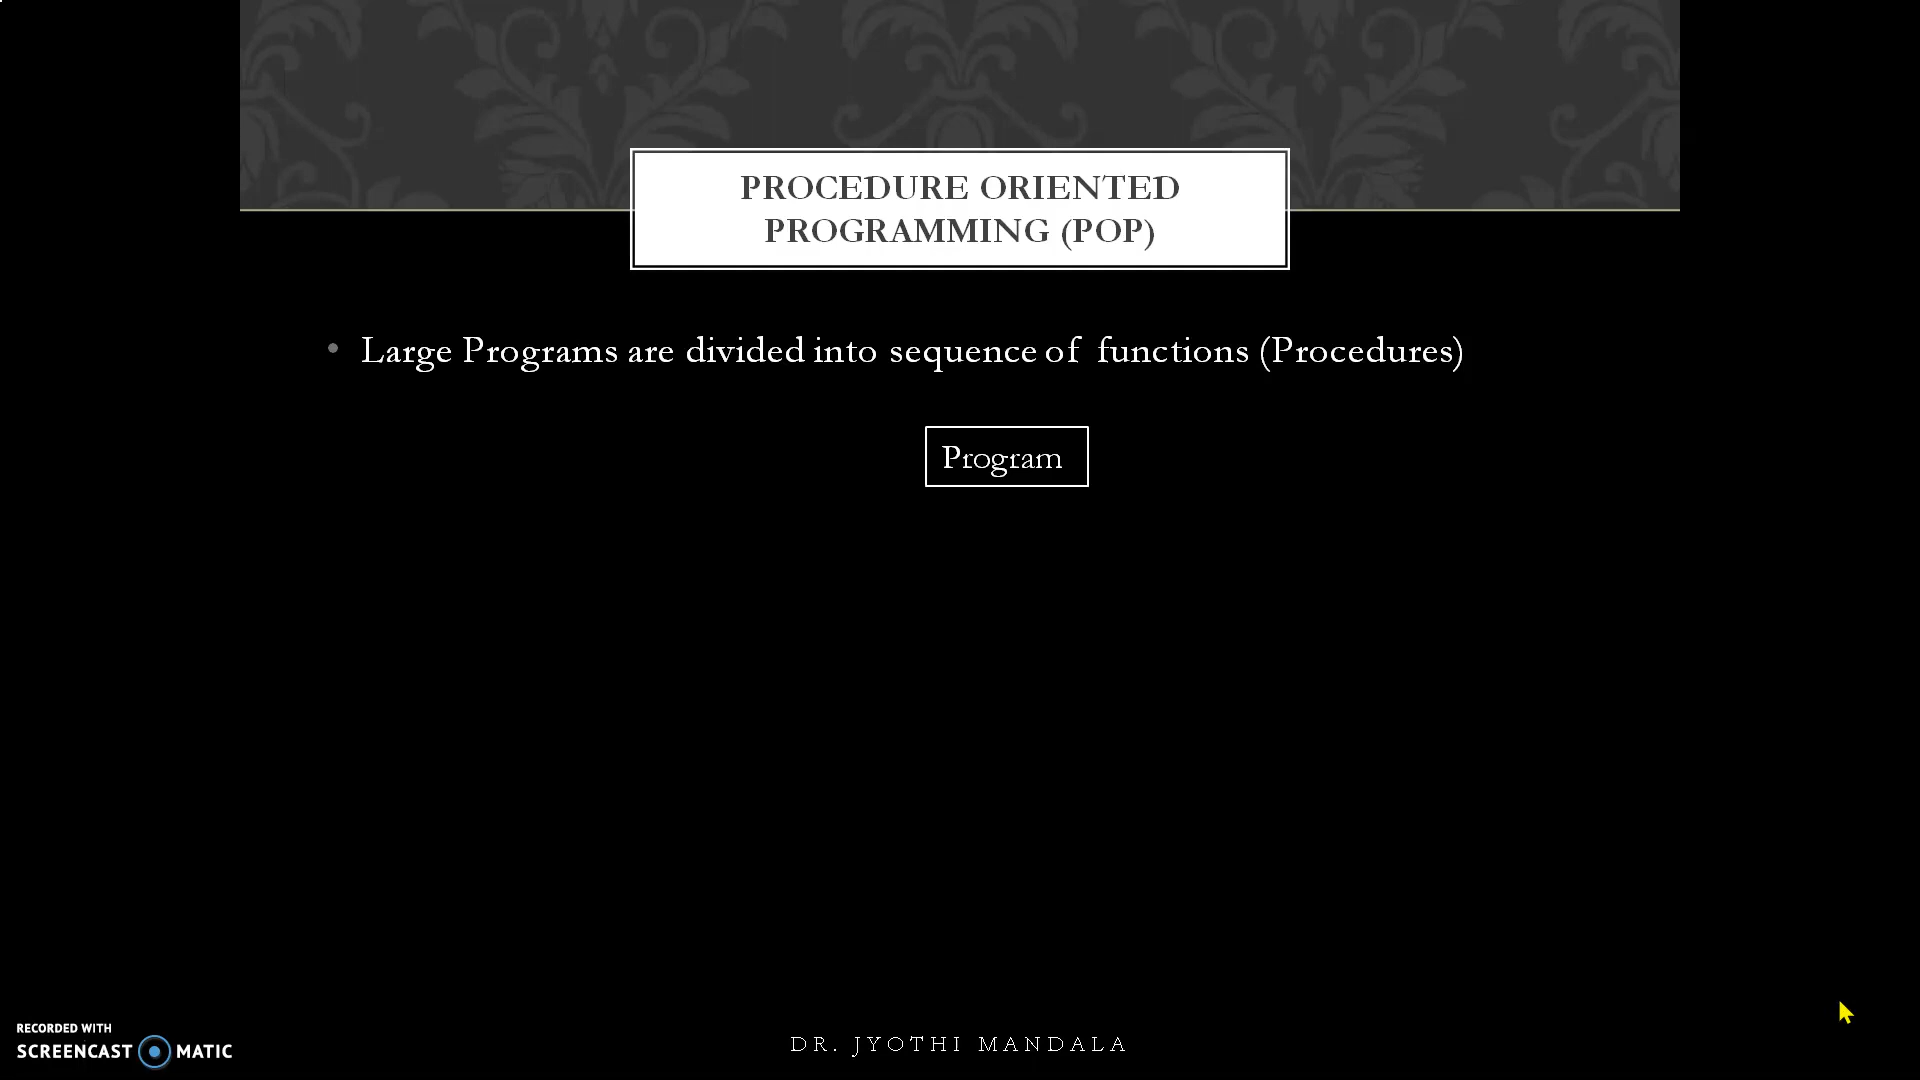 PROCEDURE ORIENTED
PROGRAMMING (POP)
• Large Programs are divided into sequence of functions (Procedures)
Program
RECORDED WITH
SCREENCAST MATIC
DR. JYOTHI MANDALA